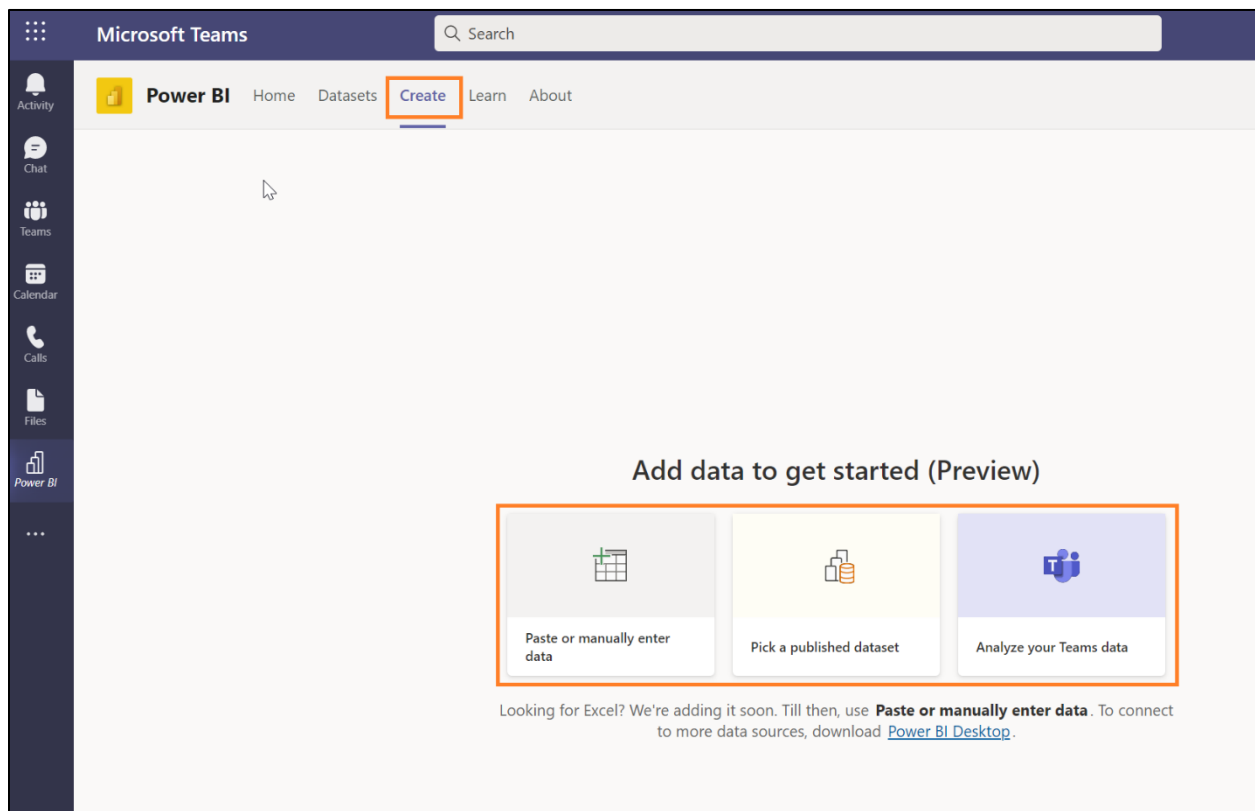 Microsoft Teams
Search
Activity
Power BI
Home
Datasets
Create
Learn
About
Chat
Teams
Calendar
Calls
Files
Power BI
Add data to get started (Preview)
Paste or manually enter
data
Pick a published dataset
T
Analyze your Teams data
Looking for Excel? We're adding it soon. Till then, use Paste or manually enter data. To connect
to more data sources, download Power BI Desktop.